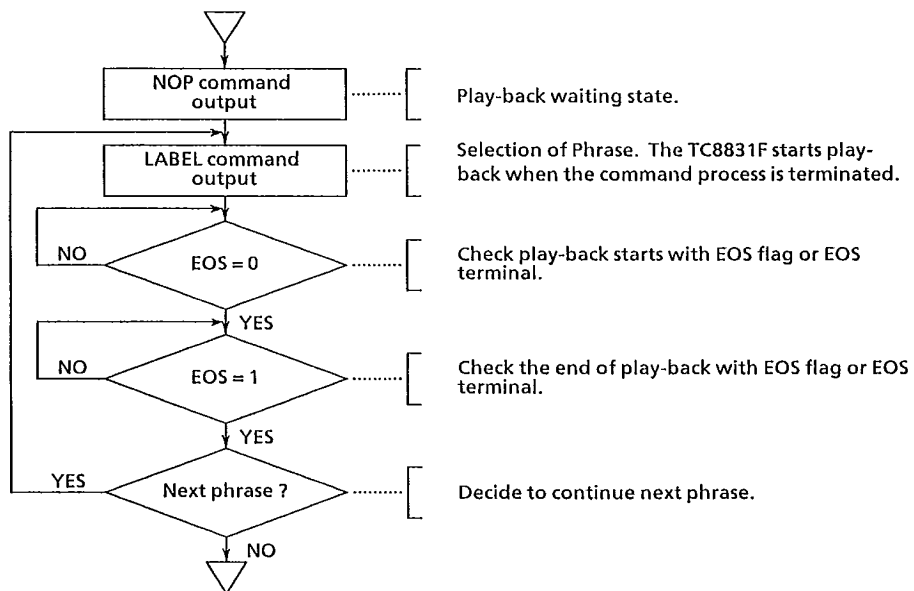 NOP command
output
Play-back waiting state.
LABEL command
output
Selection of Phrase. The TC8831F starts play-
back when the command process is terminated.
NO
EOS = 0
Check play-back starts with EOS flag or EOS
terminal.
YES
NO
EOS = 1
Check the end of play-back with EOS flag or EOS
terminal.
YES
YES
Next phrase ?
Decide to continue next phrase.
NO